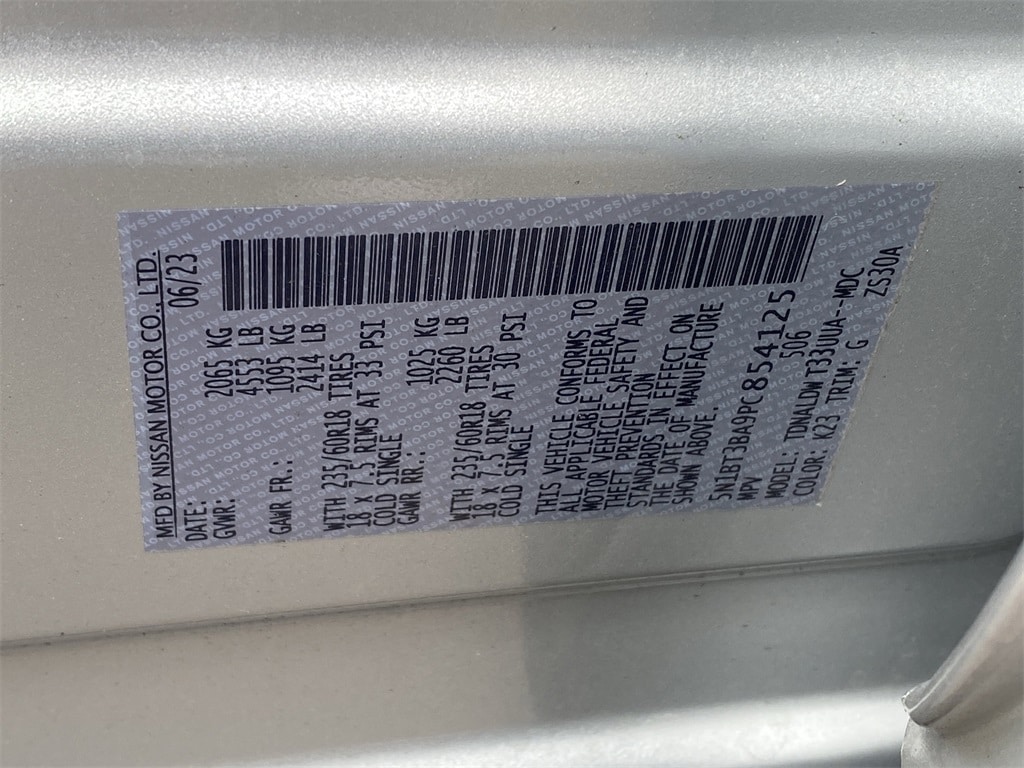 MFD BY NISSAN MOTOR CO., LTD.
DATE: 06/23
GVWR: 2065 KG
4553 LB
GAWR FR.: 1095 KG
2414 LB
WITH 235/60R18 TIRES
18 X 7.5 RIMS AT 33 PSI
COLD SINGLE
GAWR RR.: 1025 KG
2260 LB
WITH 235/60R18 TIRES
18 X 7.5 RIMS AT 30 PSI
COLD SINGLE
THIS VEHICLE CONFORMS TO
ALL APPLICABLE FEDERAL
MOTOR VEHICLE SAFETY AND
THEFT PREVENTION
STANDARDS IN EFFECT ON
THE DATE OF MANUFACTURE
SHOWN ABOVE.
5N1BT3BA9PC854125
MPV 506
MODEL: TDNALDWT33UUA--MDC
COLOR: K23 TRIM: G ZS30A